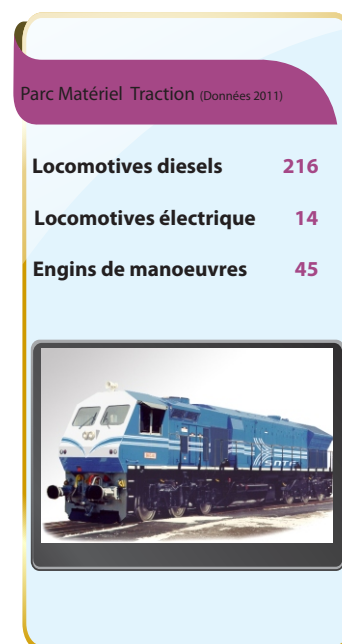 Parc Matériel Traction (Données 2011)
Locomotives diesels 216
Locomotives électrique 14
Engins de manoeuvres 45